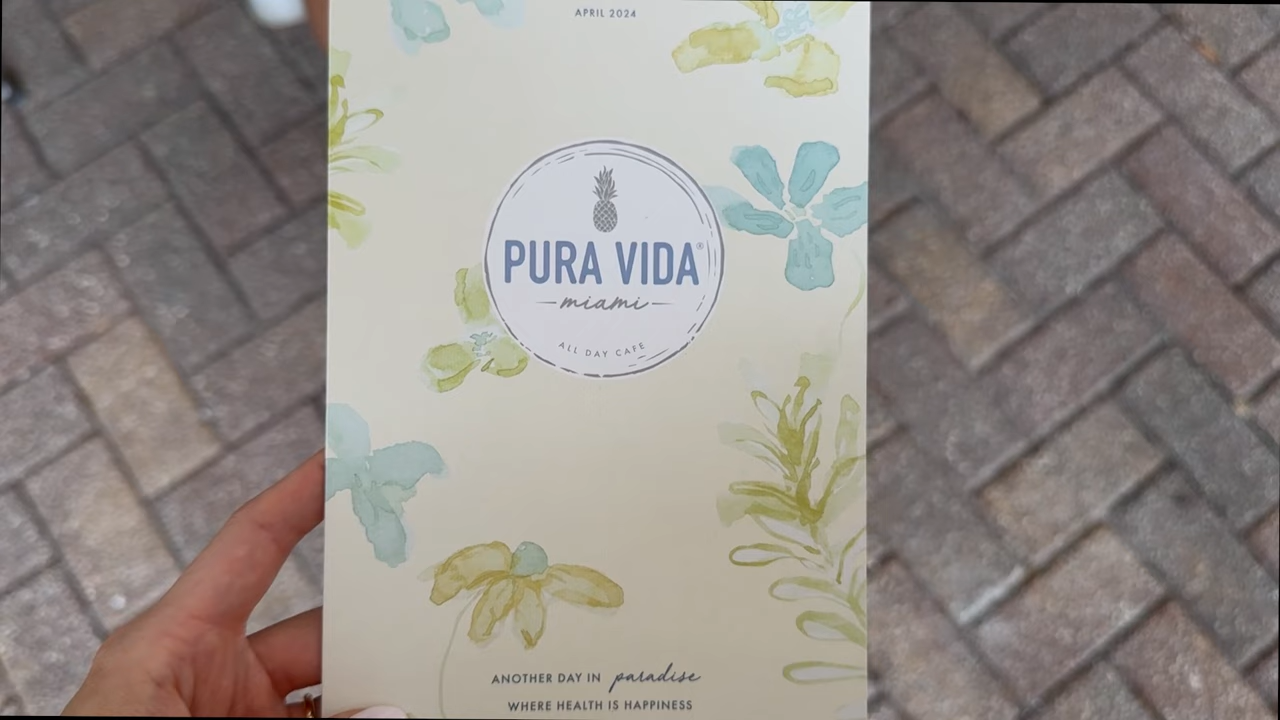 APRIL 2024
PURA VIDA®
miami
ALL DAY CAFE
ANOTHER DAY IN paradise
WHERE HEALTH IS HAPPINESS